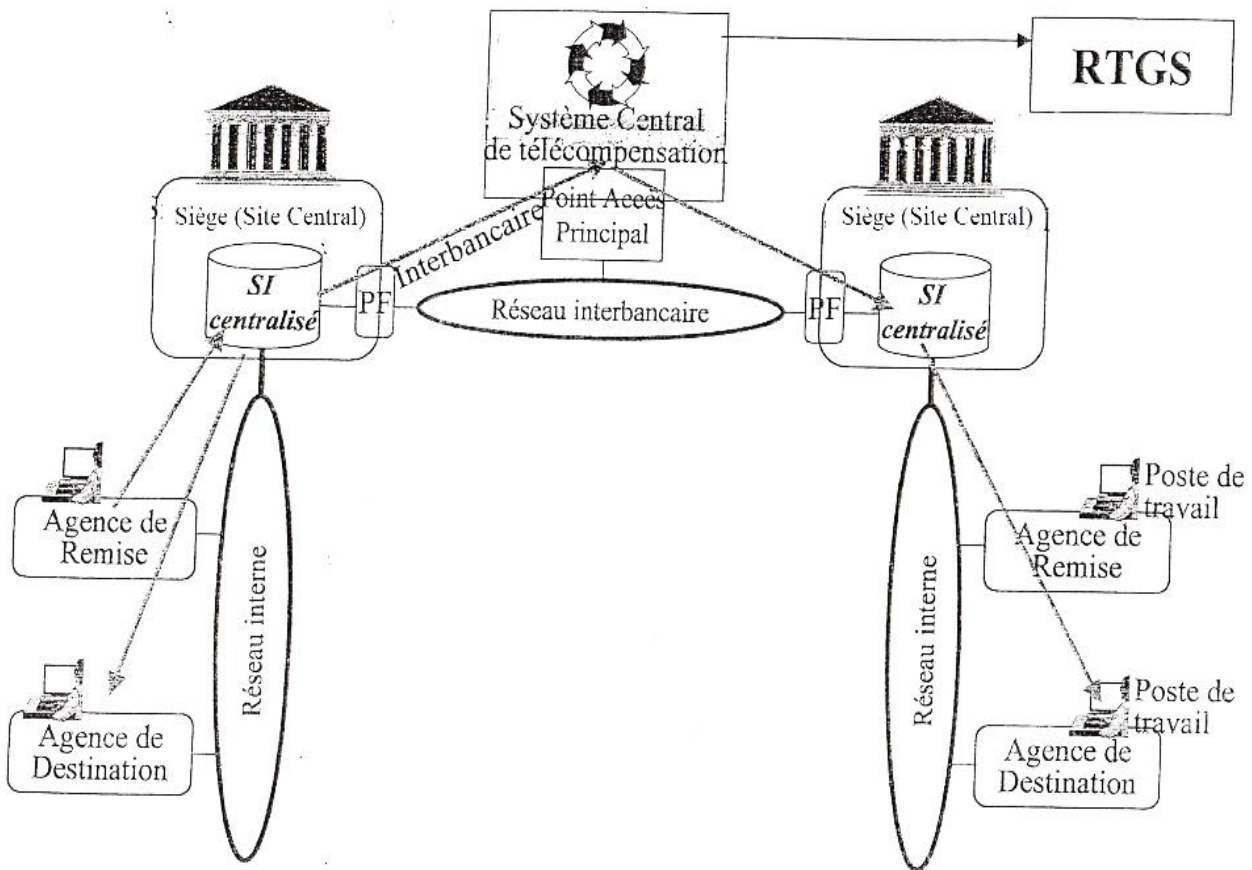 RTGS
Système Central
de télécompensation
Point Accès
Principal
Siège (Site Central)
SI
centralisé
PF
Interbancaire
Réseau interbancaire
PF
Siège (Site Central)
SI
centralisé
Agence de
Remise
Réseau interne
Agence de
Destination
Réseau interne
Poste de
travail
Agence de
Remise
Poste de
travail
Agence de
Destination